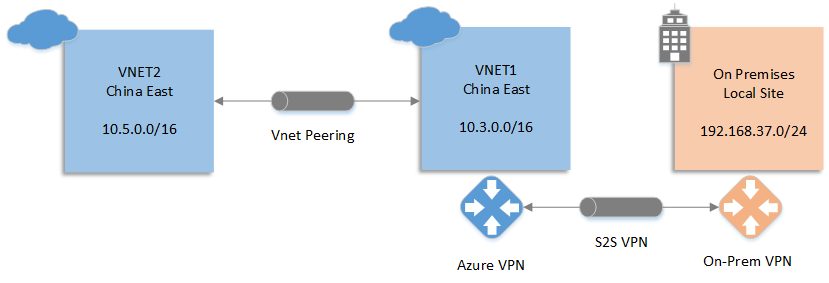 VNET2
China East
10.5.0.0/16
Vnet Peering
VNET1
China East
10.3.0.0/16
On Premises
Local Site
192.168.37.0/24
Azure VPN
S2S VPN
On-Prem VPN